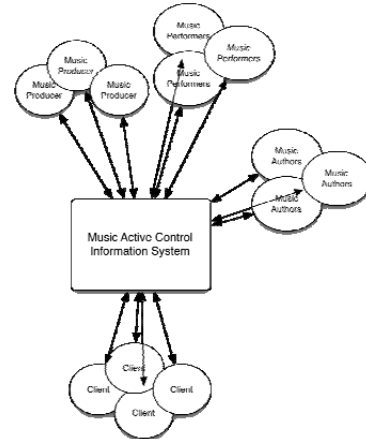 Music
Performers
Music
Performers
Music
Producer
Music
Producer
Music
Producer
Music
Performers
Music
Authors
Music
Authors
Music
Authors
Music Active Control
Information System
Client
Client
Client
Client